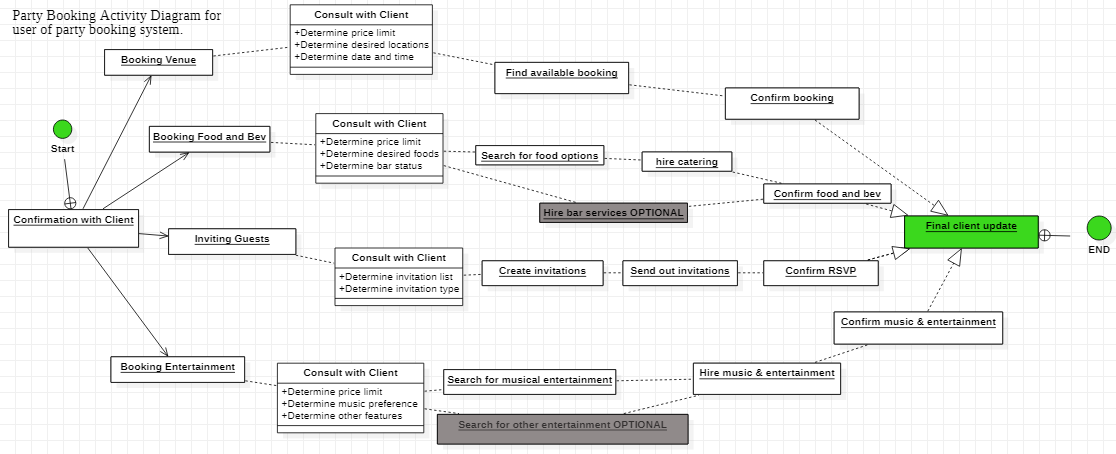 Party Booking Activity Diagram for
user of party booking system.
Start
Confirmation with Client
Booking Venue
Consult with Client
+Determine price limit
+Determine desired locations
+Determine date and time
Find available booking
Confirm booking
Booking Food and Bev
Consult with Client
+Determine price limit
+Determine desired foods
+Determine bar status
Search for food options
hire catering
Hire bar services OPTIONAL
Confirm food and bev
Inviting Guests
Consult with Client
+Determine invitation list
+Determine invitation type
Create invitations
Send out invitations
Confirm RSVP
Booking Entertainment
Consult with Client
+Determine price limit
+Determine music preference
+Determine other features
Search for musical entertainment
Search for other entertainment OPTIONAL
Hire music & entertainment
Confirm music & entertainment
Final client update
END